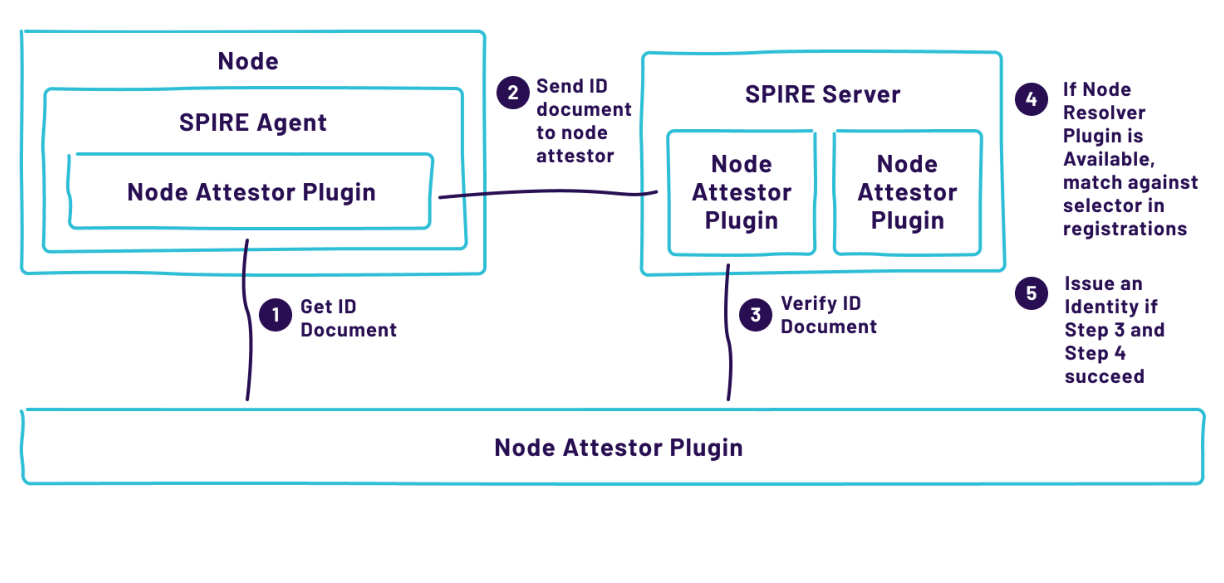 Node
SPIRE Agent
Node Attestor Plugin
1
Get ID
Document
2
Send ID
document
to node
attestor
SPIRE Server
Node
Attestor
Plugin
Node
Attestor
Plugin
3
Verify ID
Document
4
If Node
Resolver
Plugin is
Available,
match against
selector in
registrations
5
Issue an
Identity if
Step 3 and
Step 4
succeed
Node Attestor Plugin